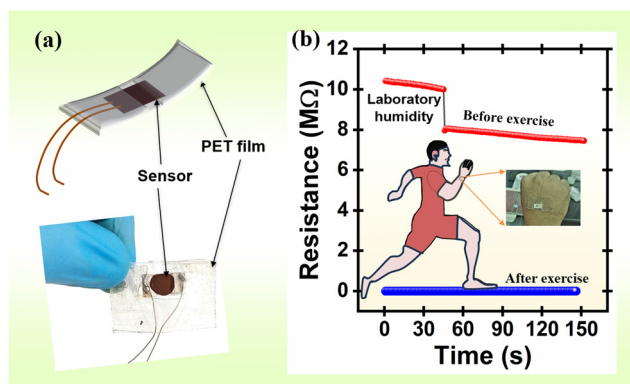 (a)
PET film
Sensor
(b)
Resistance (MΩ)
12
10
8
6
4
2
0
Laboratory
humidity
Before exercise
After exercise
0 30 60 90 120 150
Time (s)